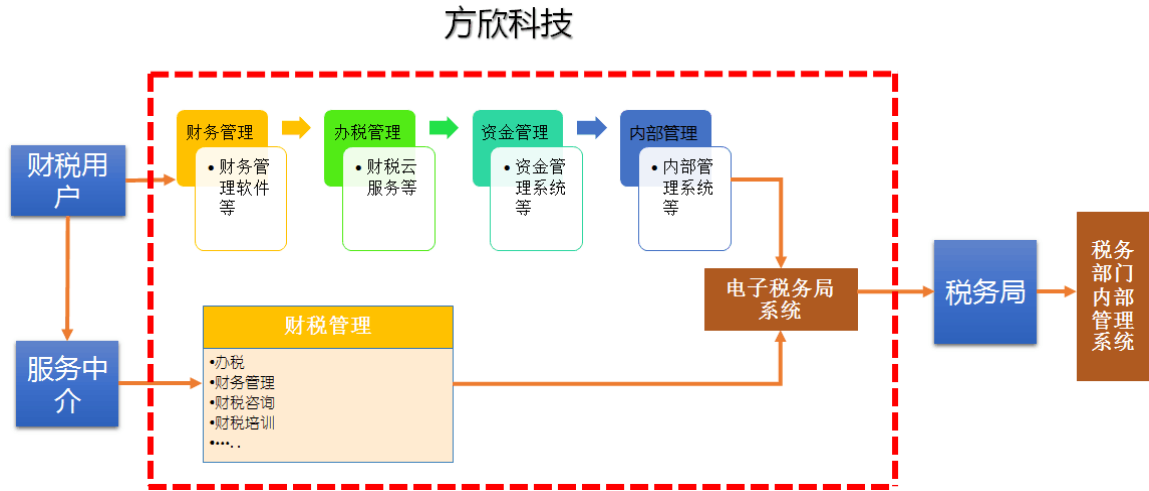 方欣科技
财务管理
办税管理
资金管理
内部管理
•财务管
理软件
等
•财税云
服务等
•资金管
理系统
等
•内部管
理系统
等
财税用
户
服务中
介
财税管理
•办税
•财务管理
•财税咨询
•财税培训
•…. .
电子税务局
系统
税务局
税务
部门
内部
管理
系统